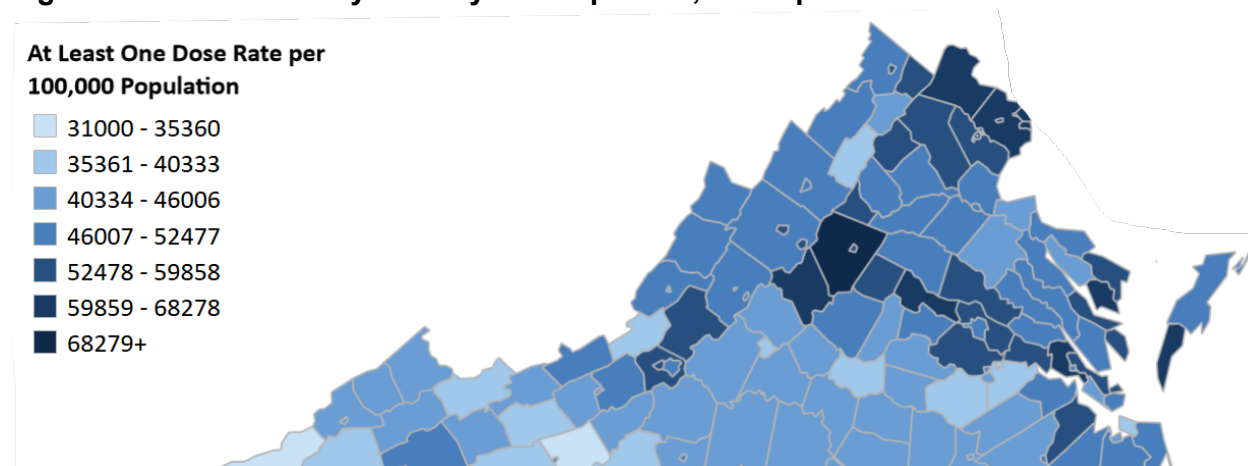 At Least One Dose Rate per
100,000 Population
31000 - 35360
35361 - 40333
40334 - 46006
46007 - 52477
52478 - 59858
59859 - 68278
68279+